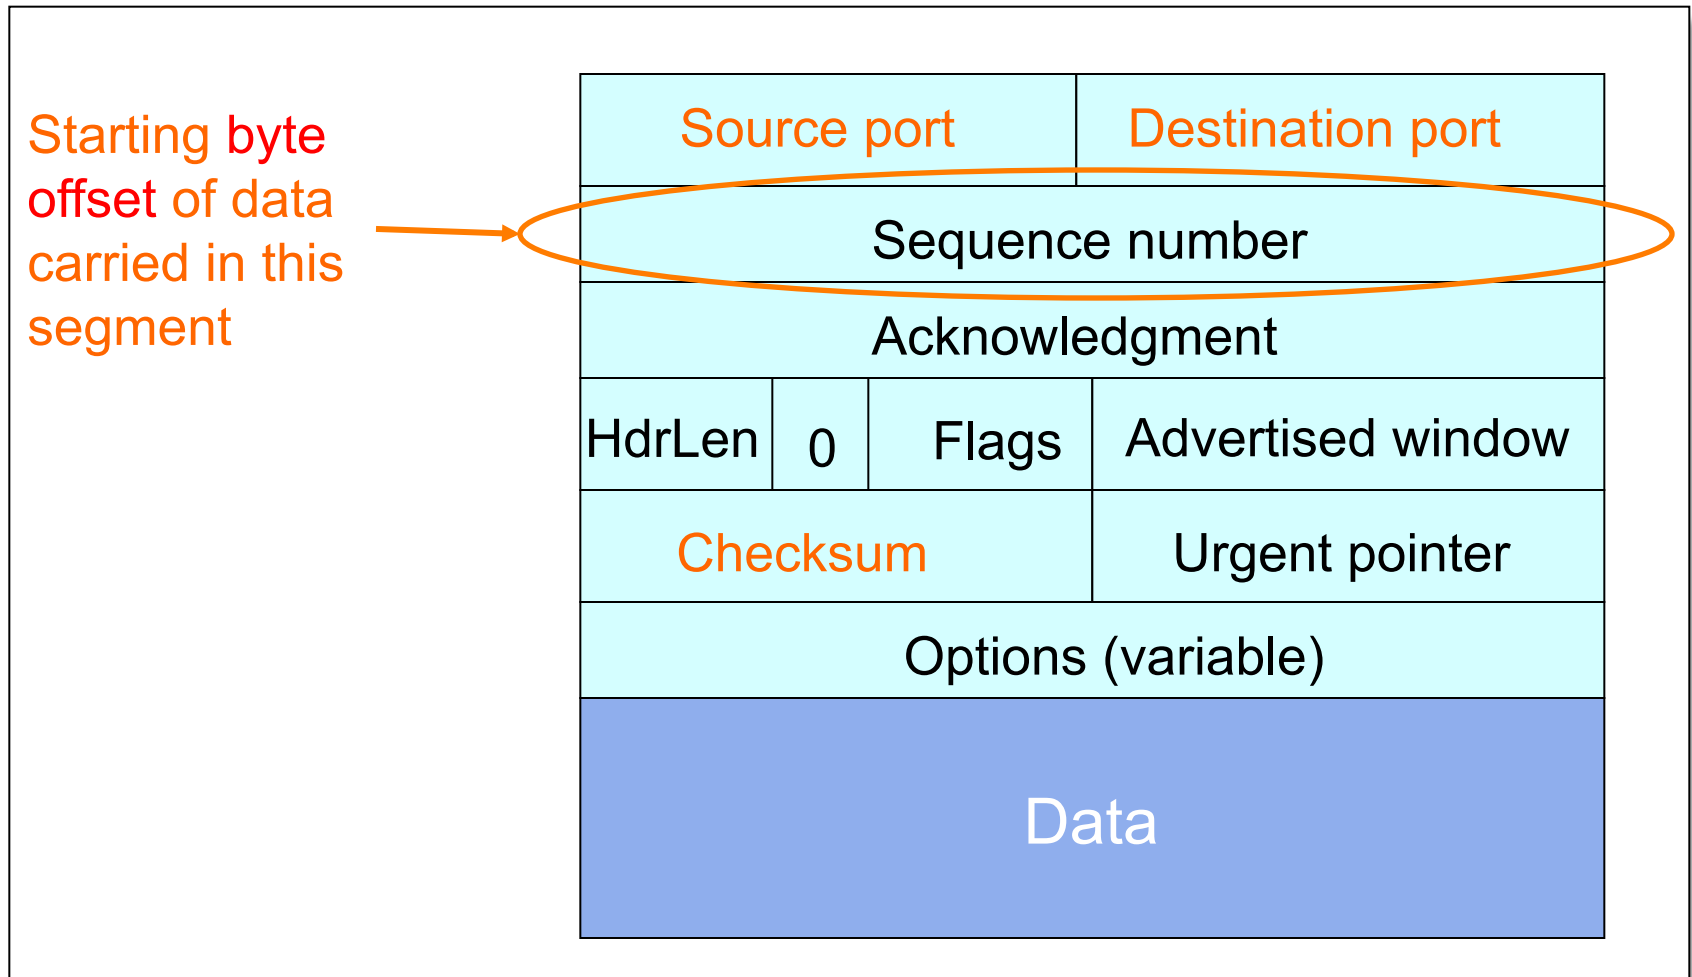 Starting byte
offset of data
carried in this
segment
Source port
Destination port
Sequence number
Acknowledgment
HdrLen
0
Flags
Advertised window
Checksum
Urgent pointer
Options (variable)
Data